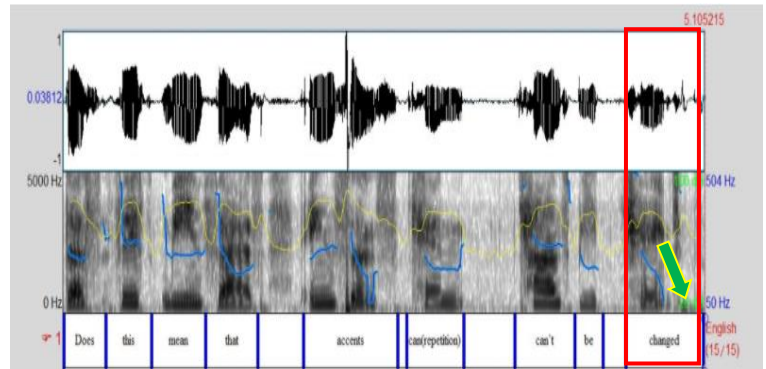 5.105215
1
0.03812
-1
5000 Hz
504 Hz
0 Hz
50 Hz
1
Does
this
mean
that
accents
can(repetition)
can't
be
changed
English
(15/15)